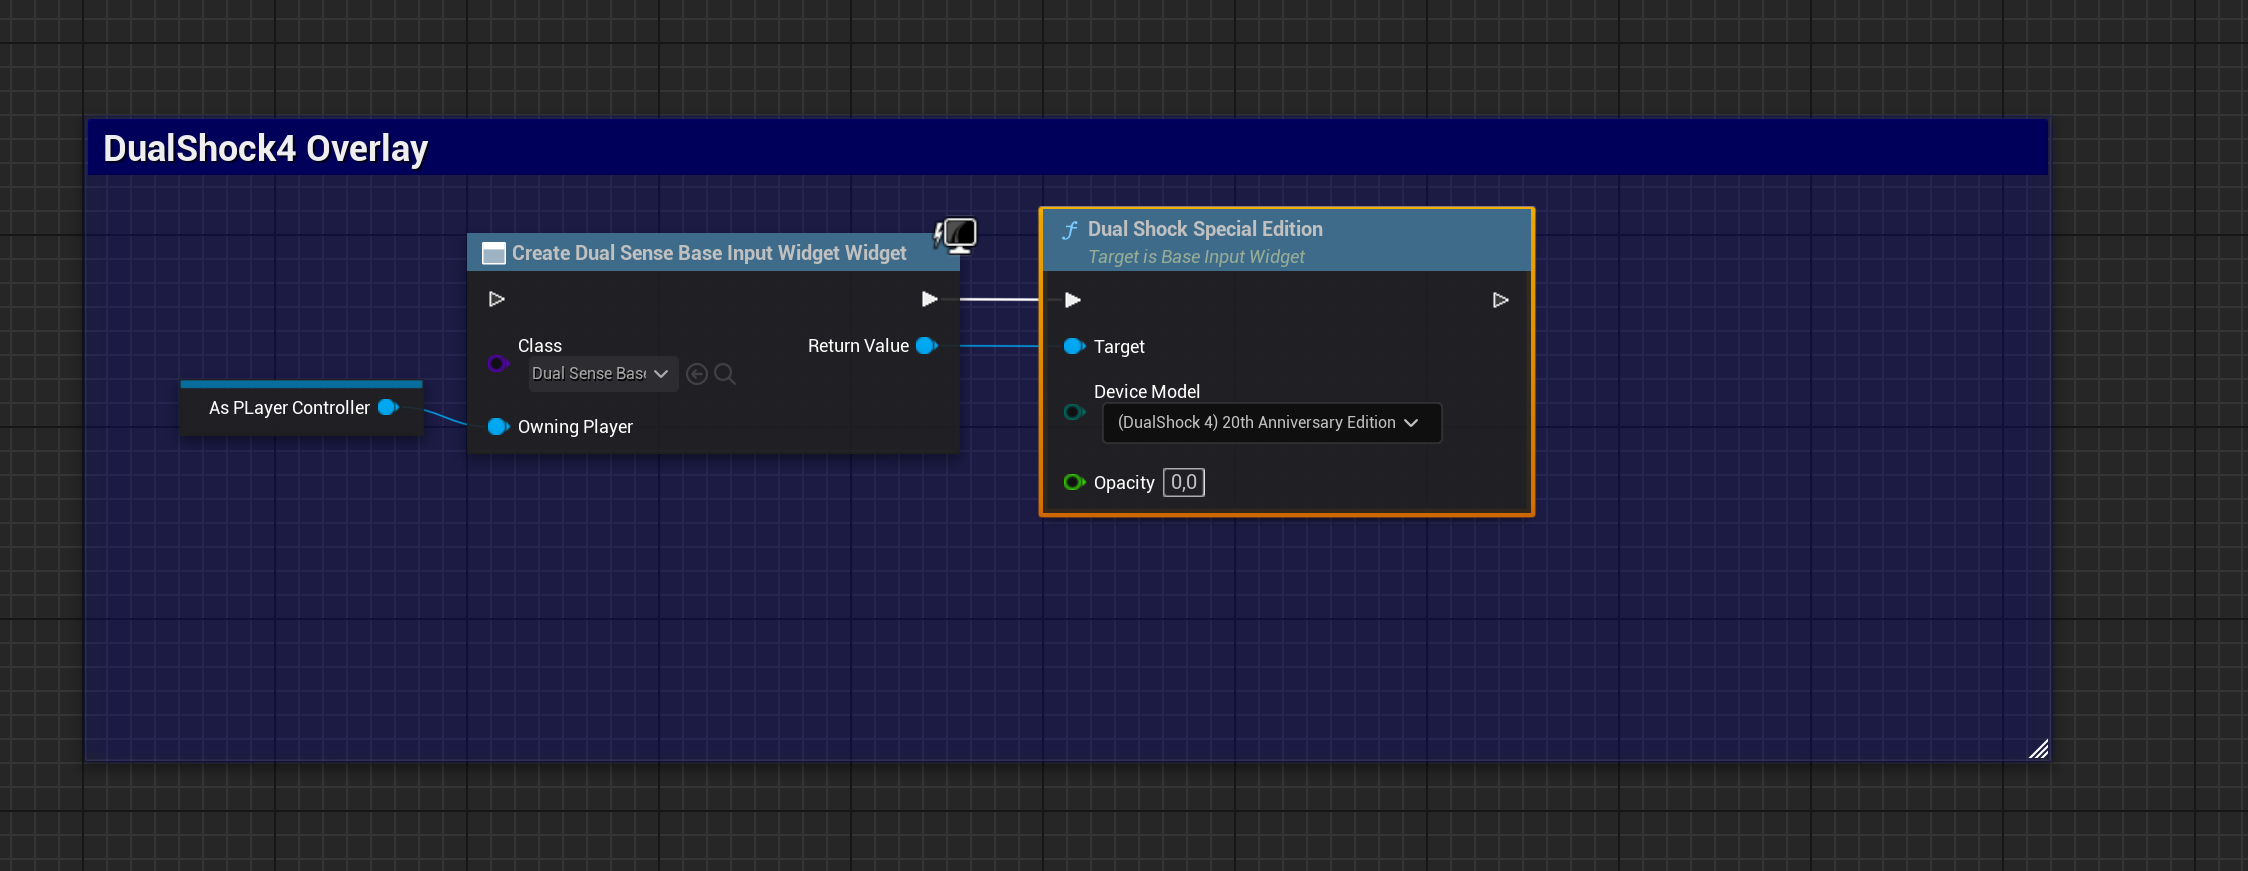 DualShock4 Overlay
Create Dual Sense Base Input Widget Widget
Class
Dual Sense Bas
Return Value
Owning Player
As PLayer Controller
Dual Shock Special Edition
Target is Base Input Widget
Target
Device Model
(DualShock 4) 20th Anniversary Edition
Opacity 0,0